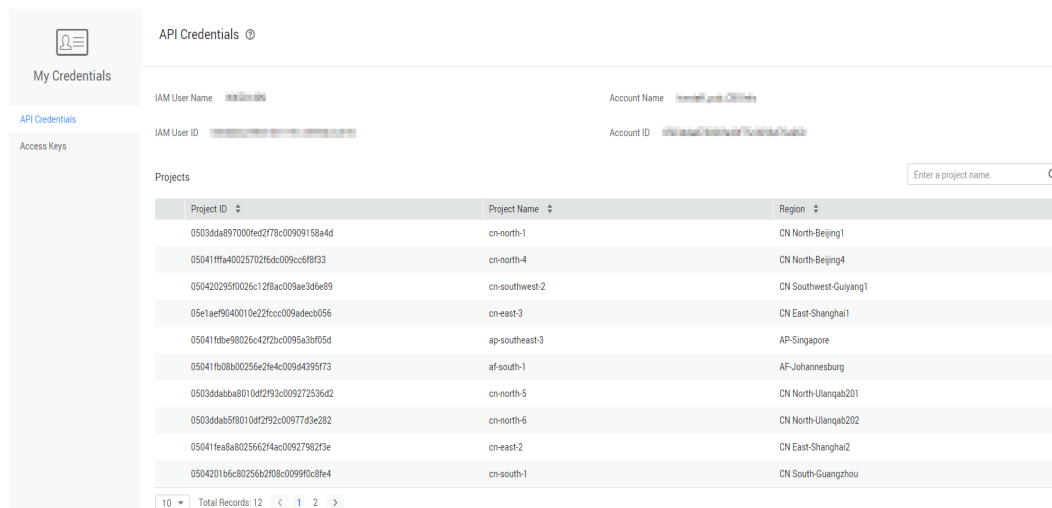 API Credentials
My Credentials
API Credentials
Access Keys
IAM User Name
Account Name
IAM User ID
Account ID
Projects
Enter a project name.
Project ID Project Name Region
0503dda897000fed2f78c00909158a4d cn-north-1 CN North-Beijing1
05041fffa40025702f6dc009cc6f8f33 cn-north-4 CN North-Beijing4
050420295f0026c12f8ac009ae3d6e89 cn-southwest-2 CN Southwest-Guiyang1
05e1aef9040010e22fccc009adecb056 cn-east-3 CN East-Shanghai1
05041fdbe98026c42f2bc0095a3bf05d ap-southeast-3 AP-Singapore
05041fb08b00256e2fe4c009d4395f73 af-south-1 AF-Johannesburg
0503ddabba8010df2f93c009272536d2 cn-north-5 CN North-Ulanqab201
0503ddab5f8010df2f92c00977d3e282 cn-north-6 CN North-Ulanqab202
05041fea8a8025662f4ac00927982f3e cn-east-2 CN East-Shanghai2
0504201b6c80256b2f08c0099f0c8fe4 cn-south-1 CN South-Guangzhou
10 Total Records: 12 < 1 2 >